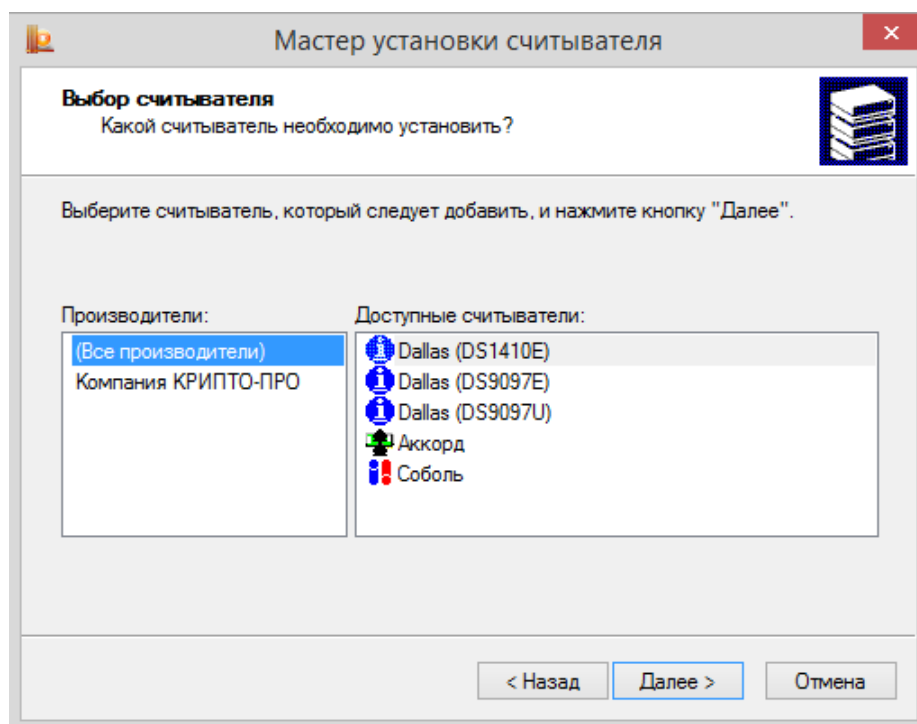 Мастер установки считывателя
Выбор считывателя
Какой считыватель необходимо установить?
Выберите считыватель, который следует добавить, и нажмите кнопку "Далее".
Производители:
(Все производители)
Компания КРИПТО-ПРО
Доступные считыватели:
Dallas (DS1410E)
Dallas (DS9097E)
Dallas (DS9097U)
Аккорд
Соболь
< Назад
Далее >
Отмена